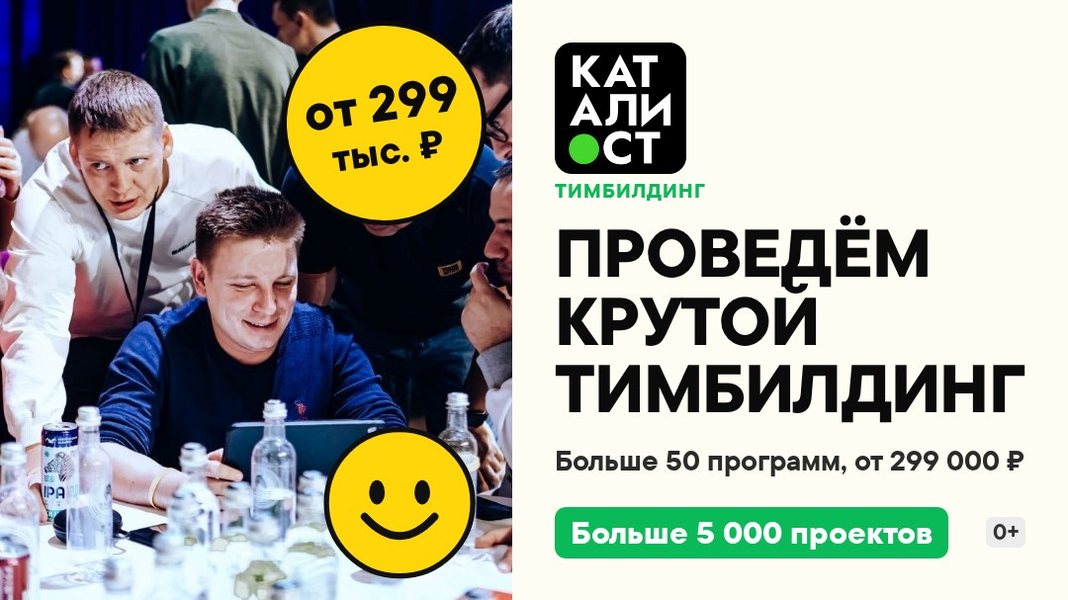 от 299
тыс. ₽
КАТ
АЛИ
СТ
ТИМБИЛДИНГ
ПРОВЕДЁМ
КРУТОЙ
ТИМБИЛДИНГ
Больше 50 программ, от 299 000 ₽
Больше 5 000 проектов
0+
IPA